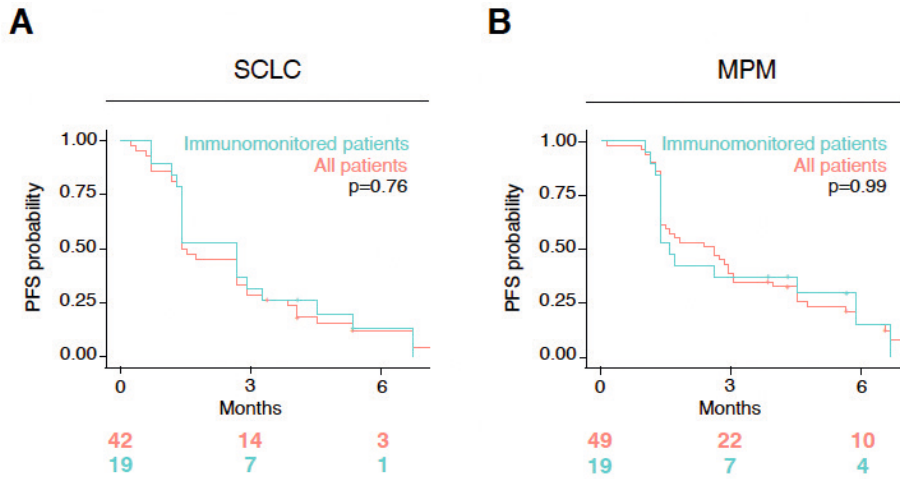 A
SCLC
Immunomonitored patients
All patients
p=0.76
1.00
0.75
0.50
0.25
0.00
PFS probability
0 3 6
Months
42 14 3
19 7 1
B
MPM
Immunomonitored patients
All patients
p=0.99
1.00
0.75
0.50
0.25
0.00
PFS probability
0 3 6
Months
49 22 10
19 7 4